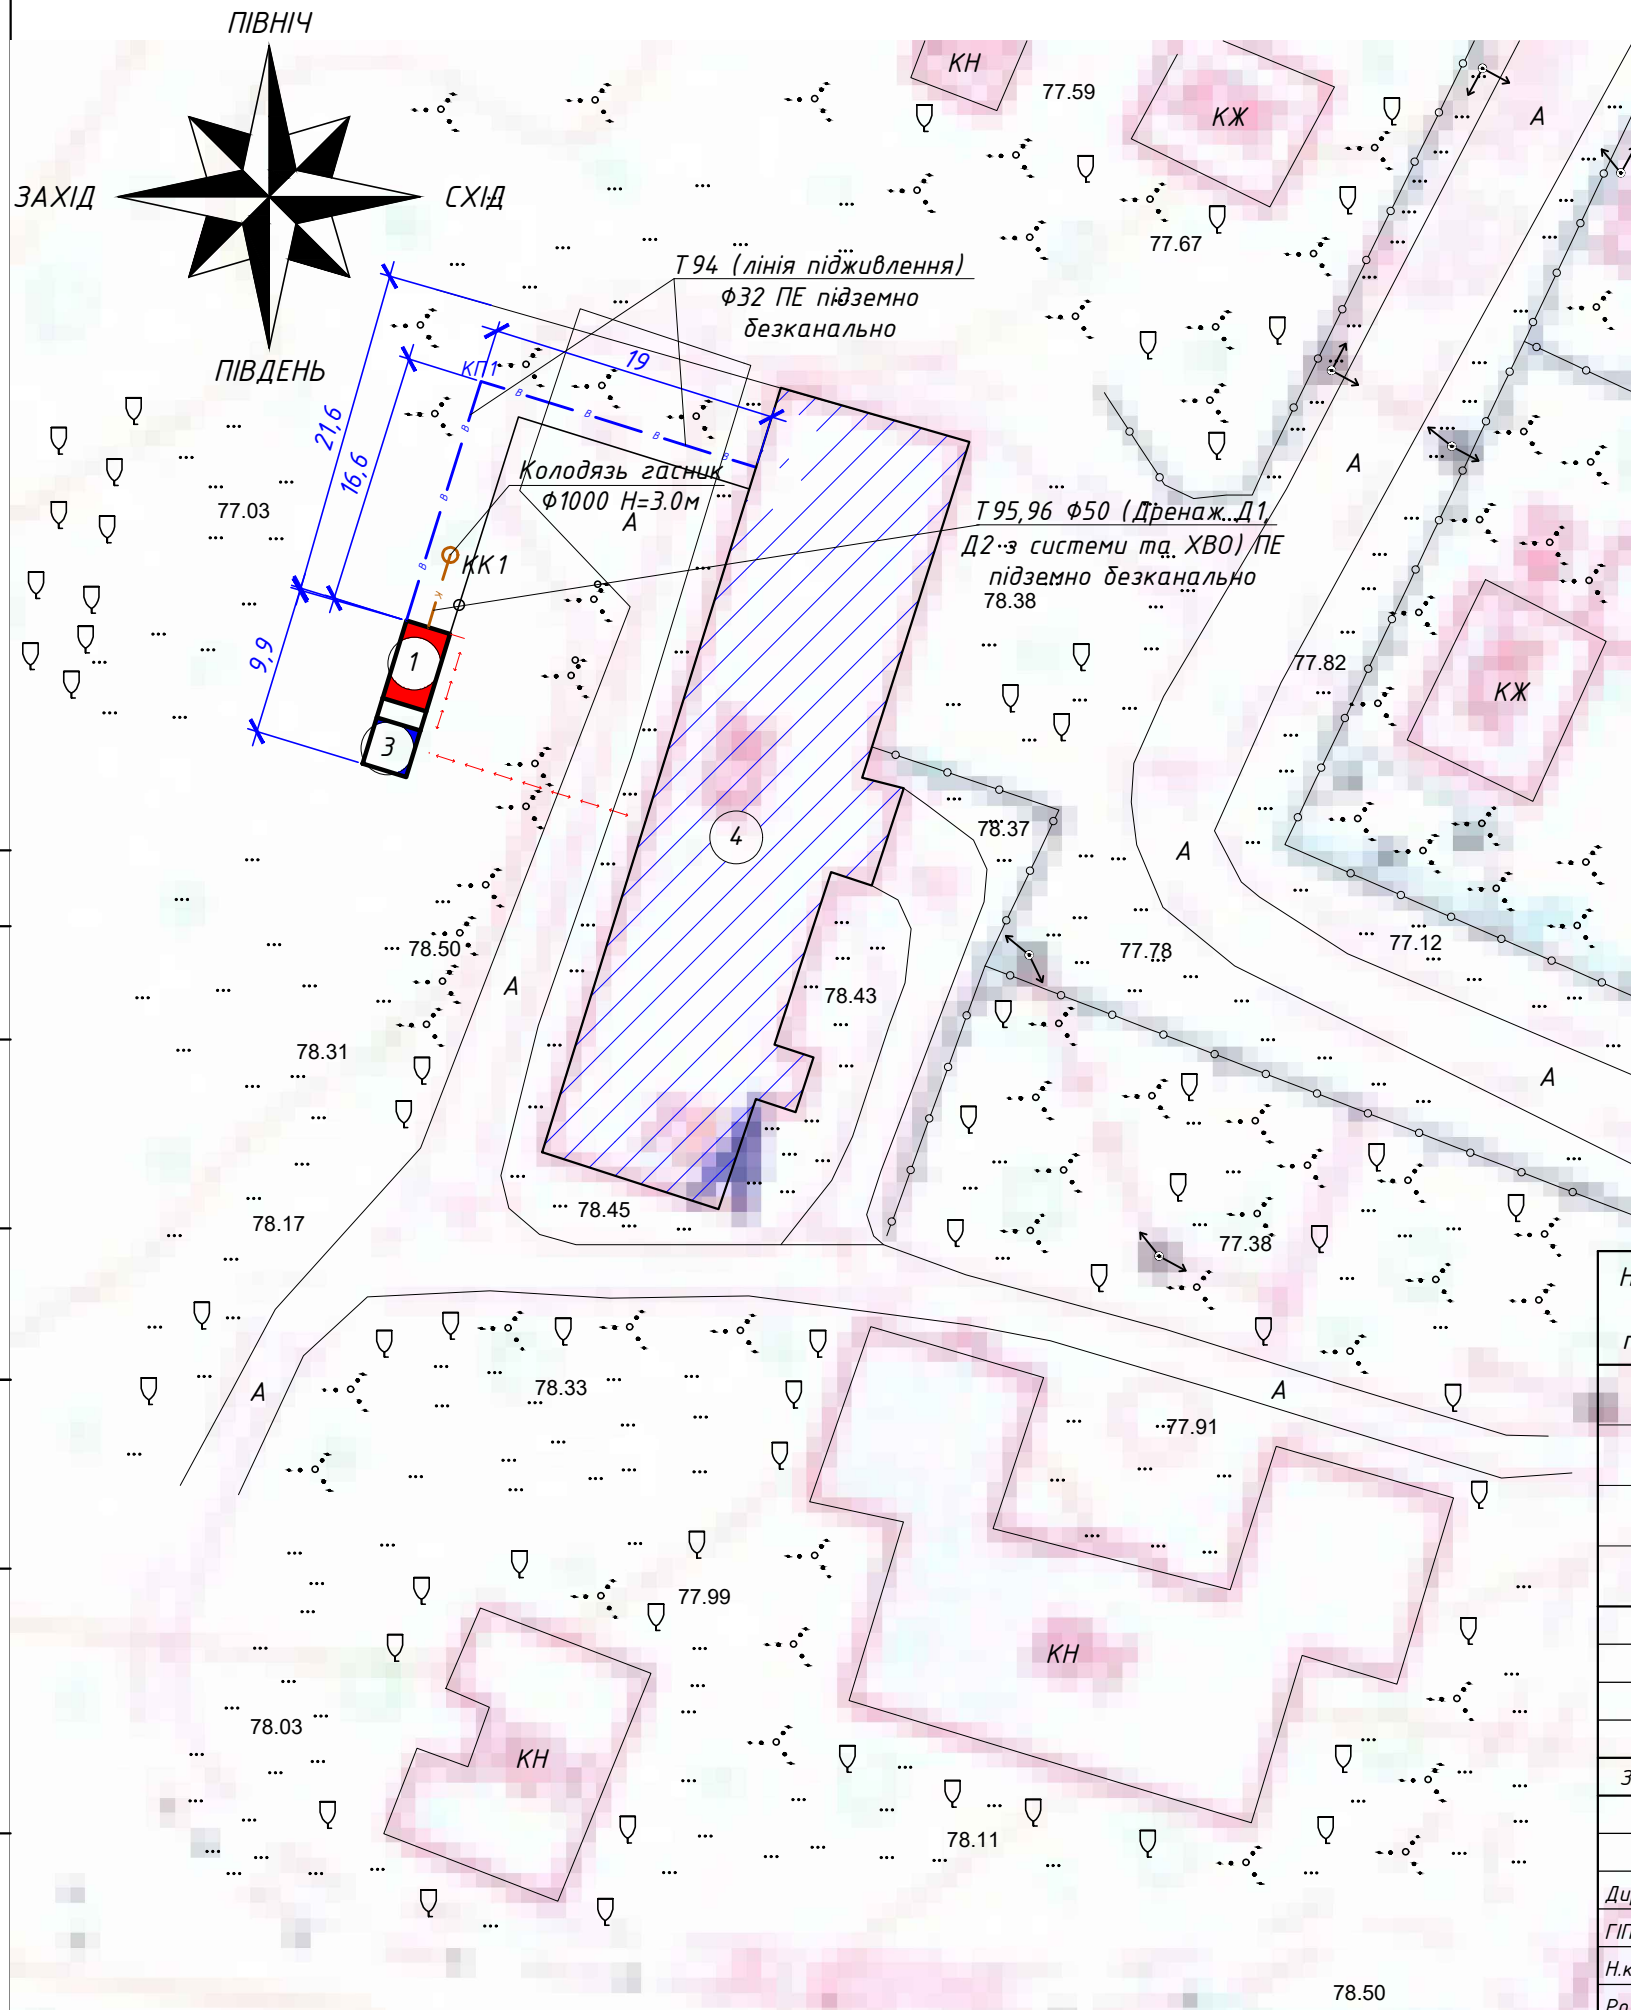 ПІВНІЧ
КН
77.59
КЖ
А
ЗАХІД
СХІД
77.67
Т94 (лінія підживлення)
Ф32 ПЕ підземно
безканально
ПІВДЕНЬ
КП1
19
21,6
16,6
Колодязь гасник
Ф1000 Н=3.0м
А
А
77.03
Т95,96 Ф50 (Дренаж Д1,
Д2 з системи та ХВО) ПЕ
підземно безканально
КК1
78.38
9,9
1
77.82
КЖ
3
4
78.37
А
78.50
77.78
77.12
А
78.43
78.31
А
78.45
78.17
77.38
А
78.33
А
77.91
77.99
КН
78.03
КН
78.11
78.50
В
В
В
В
В
В
В
К
З
ГІП
Н.к